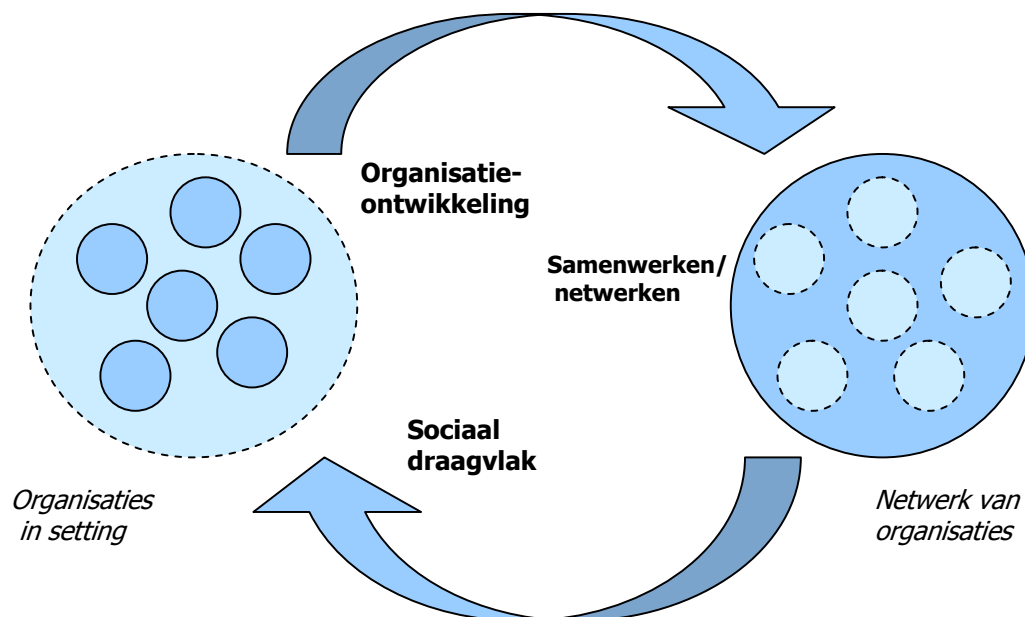 Organisatie-
ontwikkeling
Samenwerken/
netwerken
Sociaal
draagvlak
Organisaties
in setting
Netwerk van
organisaties